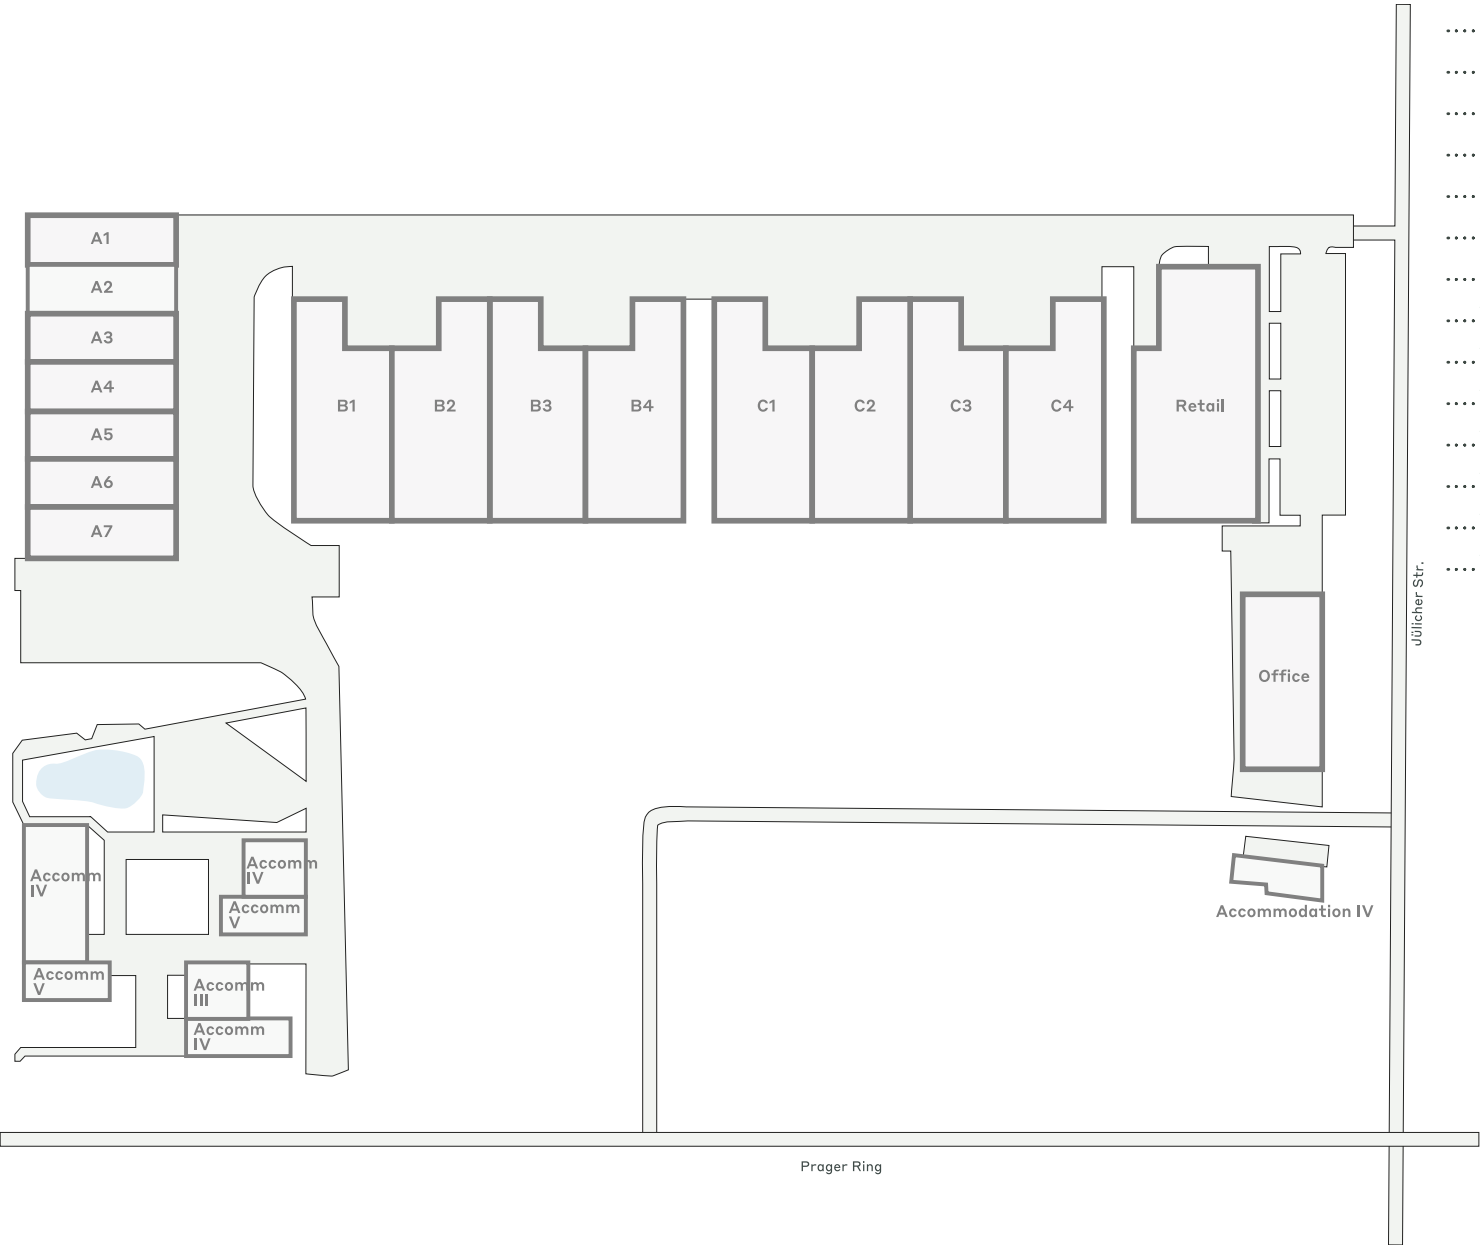 A1
A2
A3
A4
A5
A6
A7
B1
B2
B3
B4
C1
C2
C3
C4
Retail
Jülicher Str.
Office
Accomm
IV
Accomm
IV
Accomm
V
Accommodation IV
Accomm
V
Accomm
III
Accomm
IV
Prager Ring